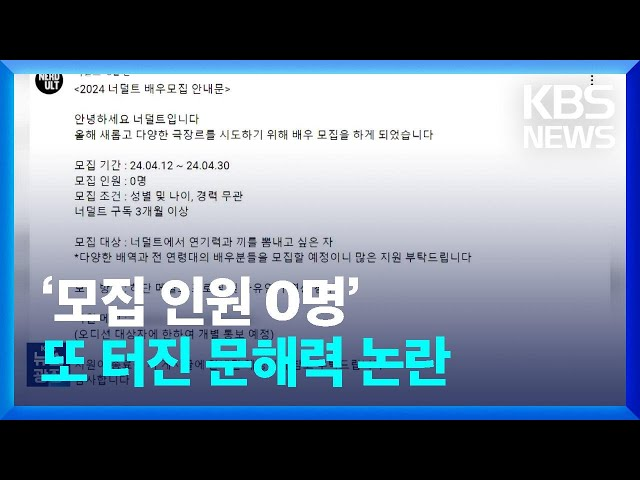 NERD
ULT
<2024 너덜트 배우모집 안내문>
안녕하세요 너덜트입니다
올해 새롭고 다양한 극장르를 시도하기 위해 배우 모집을 하게 되었습니다
모집 기간 : 24.04.12 ~ 24.04.30
모집 인원 : 0명
모집 조건 : 성별 및 나이, 경력 무관
너덜트 구독 3개월 이상
모집 대상 : 너덜트에서 연기력과 끼를 뽐내고 싶은 자
*다양한 배역과 전 연령대의 배우분들을 모집할 예정이니 많은 지원 부탁드립니다
(오디션 대상자에 한하여 개별 통보 예정)
KBS
NEWS
‘모집 인원 0명’
또 터진 문해력 논란